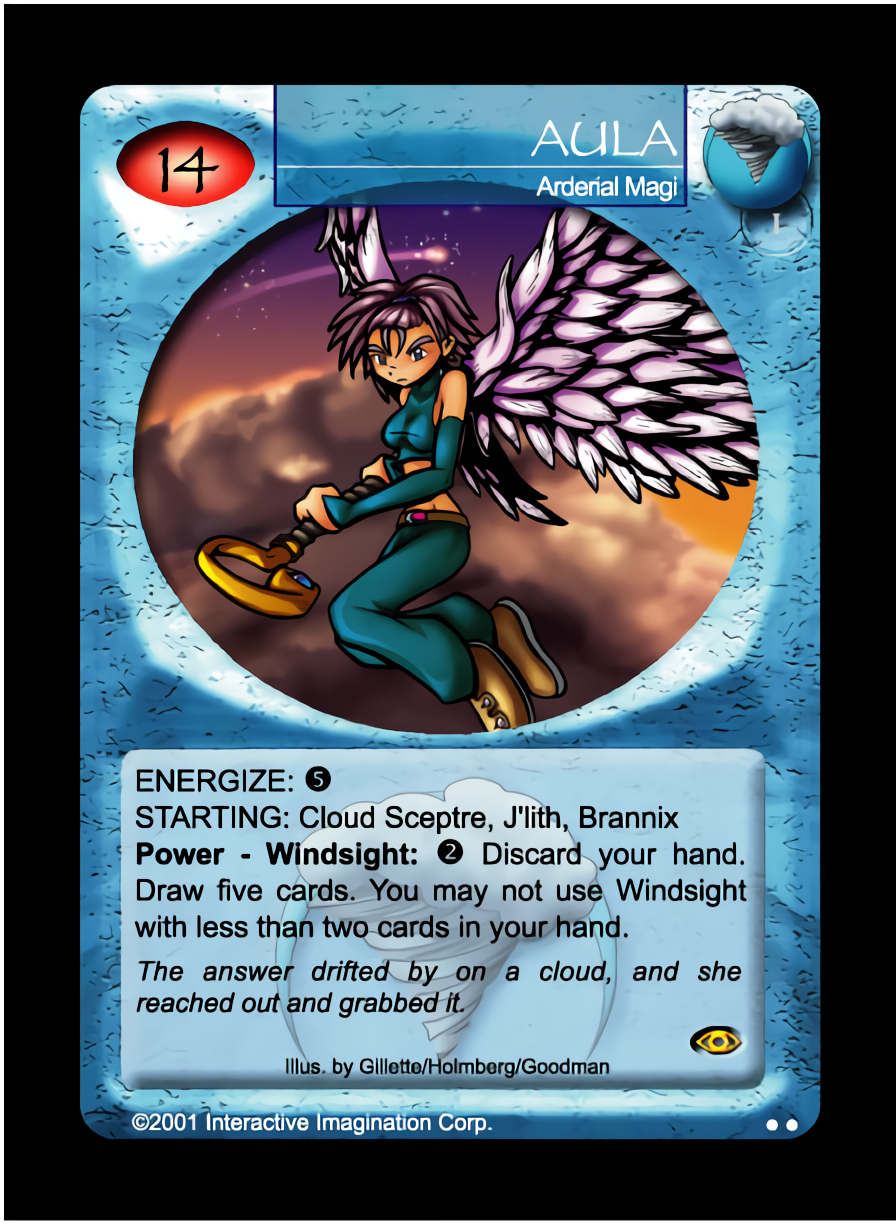 14
AULA
Arderial Magi
I
ENERGIZE: ❺
STARTING: Cloud Sceptre, J'lith, Brannix
Power - Windsight: ❷ Discard your hand.
Draw five cards. You may not use Windsight
with less than two cards in your hand.
The answer drifted by on a cloud, and she
reached out and grabbed it.
Illus. by Gillette/Holmberg/Goodman
©2001 Interactive Imagination Corp.